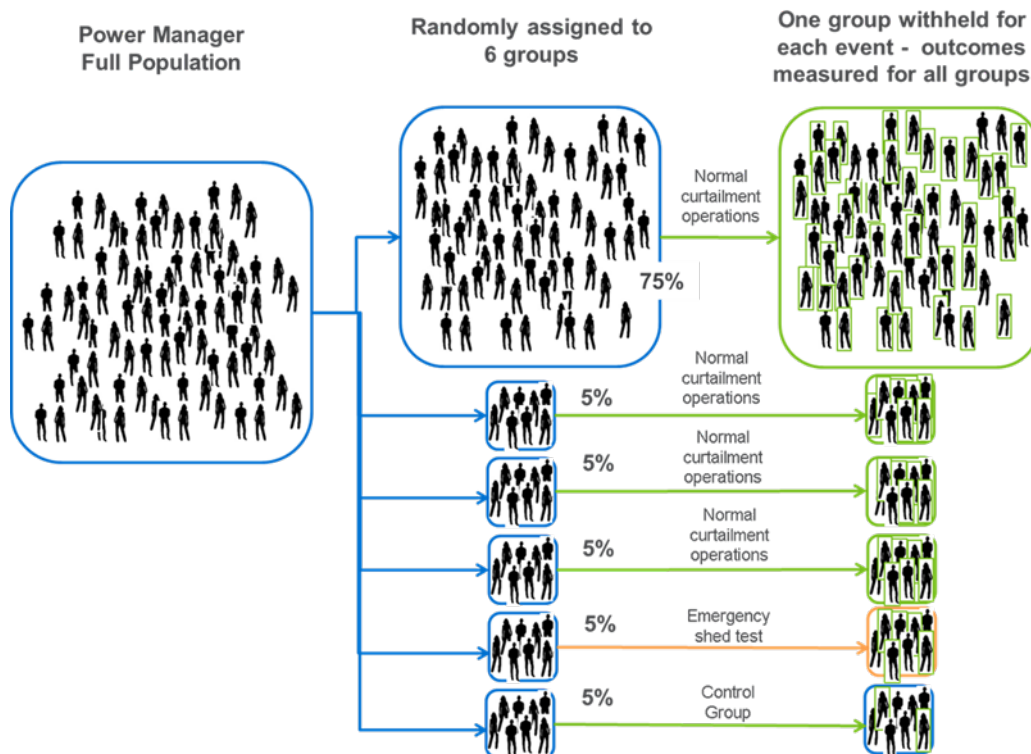 Power Manager
Full Population
Randomly assigned to
6 groups
One group withheld for
each event - outcomes
measured for all groups
Normal
curtailment
operations
75%
Normal
curtailment
operations
5%
Normal
curtailment
operations
5%
Normal
curtailment
operations
5%
Emergency
shed test
5%
Control
Group
5%